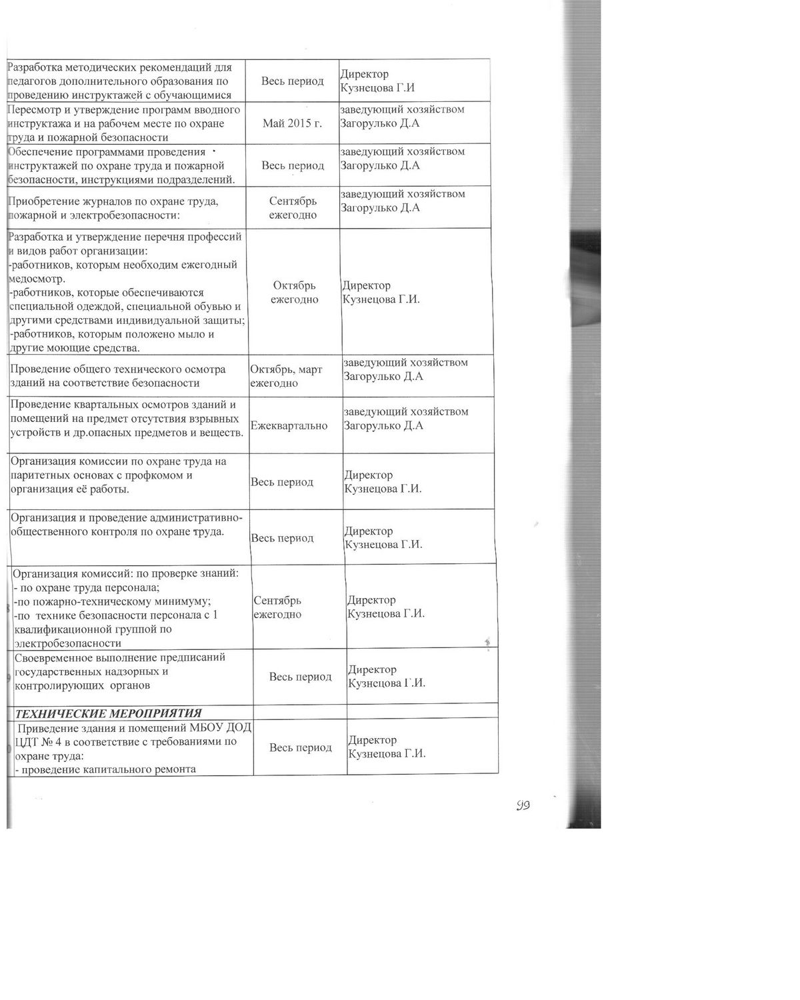 Разработка методических рекомендаций для
педагогов дополнительного образования по
проведению инструктажей с обучающимися
Весь период
Директор
Кузнецова Г.И
Пересмотр и утверждение программ вводного
инструктажа и на рабочем месте по охране
труда и пожарной безопасности
Май 2015 г.
заведующий хозяйством
Загорулько Д.А
Обеспечение программами проведения
инструктажей по охране труда и пожарной
безопасности, инструкциями подразделений.
Весь период
заведующий хозяйством
Загорулько Д.А
Приобретение журналов по охране труда,
пожарной и электробезопасности:
Сентябрь
ежегодно
заведующий хозяйством
Загорулько Д.А
Разработка и утверждение перечня профессий
и видов работ организации:
-работников, которым необходим ежегодный
медосмотр.
-работников, которые обеспечиваются
специальной одеждой, специальной обувью и
другими средствами индивидуальной защиты;
-работников, которым положено мыло и
другие моющие средства.
Октябрь
ежегодно
Директор
Кузнецова Г.И.
Проведение общего технического осмотра
зданий на соответствие безопасности
Октябрь, март
ежегодно
заведующий хозяйством
Загорулько Д.А
Проведение квартальных осмотров зданий и
помещений на предмет отсутствия взрывных
устройств и др.опасных предметов и веществ.
Ежеквартально
заведующий хозяйством
Загорулько Д.А
Организация комиссии по охране труда на
паритетных основах с профкомом и
организация её работы.
Весь период
Директор
Кузнецова Г.И.
Организация и проведение административно-
общественного контроля по охране труда.
Весь период
Директор
Кузнецова Г.И.
Организация комиссий: по проверке знаний:
- по охране труда персонала;
-по пожарно-техническому минимуму;
-по технике безопасности персонала с 1
квалификационной группой по
электробезопасности
Сентябрь
ежегодно
Директор
Кузнецова Г.И.
Своевременное выполнение предписаний
государственных надзорных и
контролирующих органов
Весь период
Директор
Кузнецова Г.И.
ТЕХНИЧЕСКИЕ МЕРОПРИЯТИЯ
Приведение здания и помещений МБОУ ДОД
ЦДТ № 4 в соответствие с требованиями по
охране труда:
- проведение капитального ремонта
Весь период
Директор
Кузнецова Г.И.
99